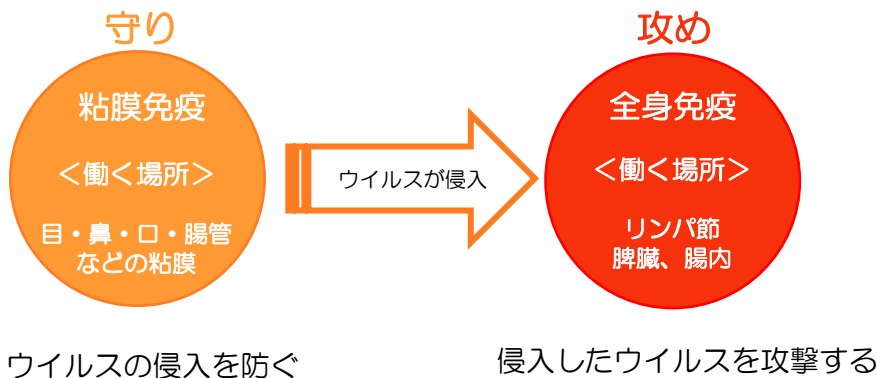 守り
粘膜免疫
＜働く場所＞
目・鼻・口・腸管
などの粘膜
ウイルスの侵入を防ぐ
ウイルスが侵入
攻め
全身免疫
＜働く場所＞
リンパ節
脾臓、腸内
侵入したウイルスを攻撃する